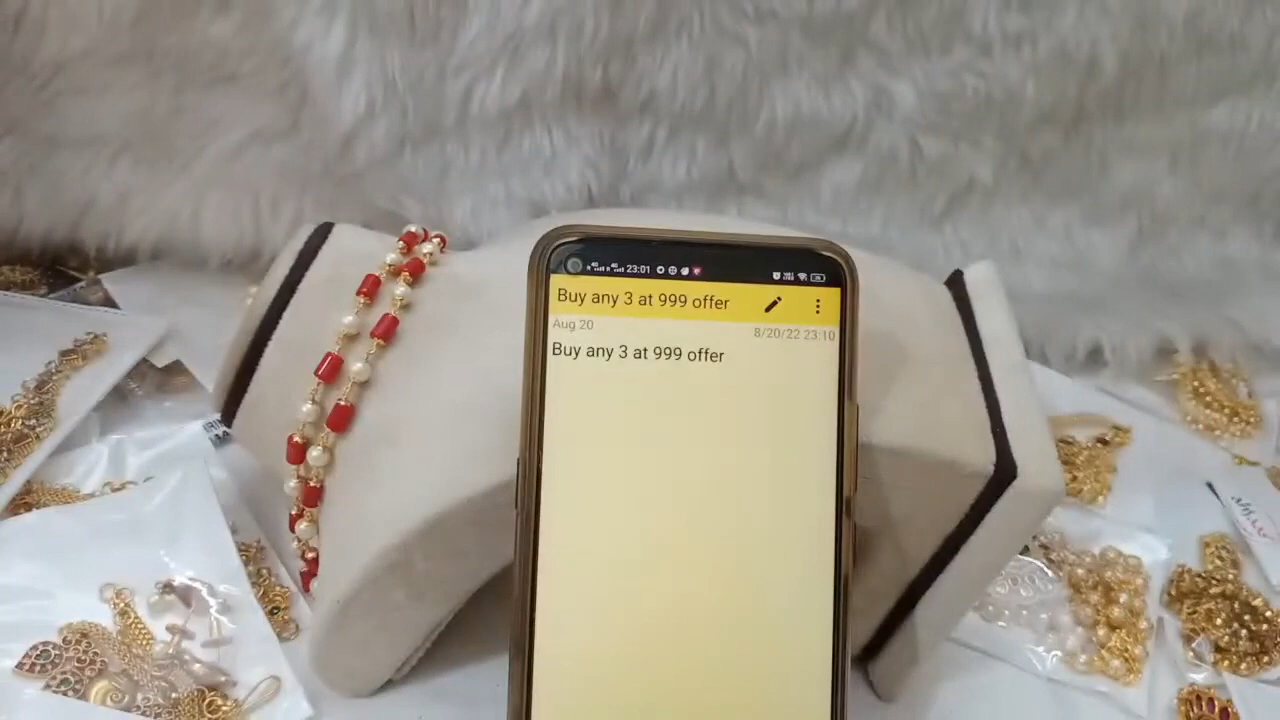 23:01
Buy any 3 at 999 offer
Aug 20
8/20/22 23:10
Buy any 3 at 999 offer